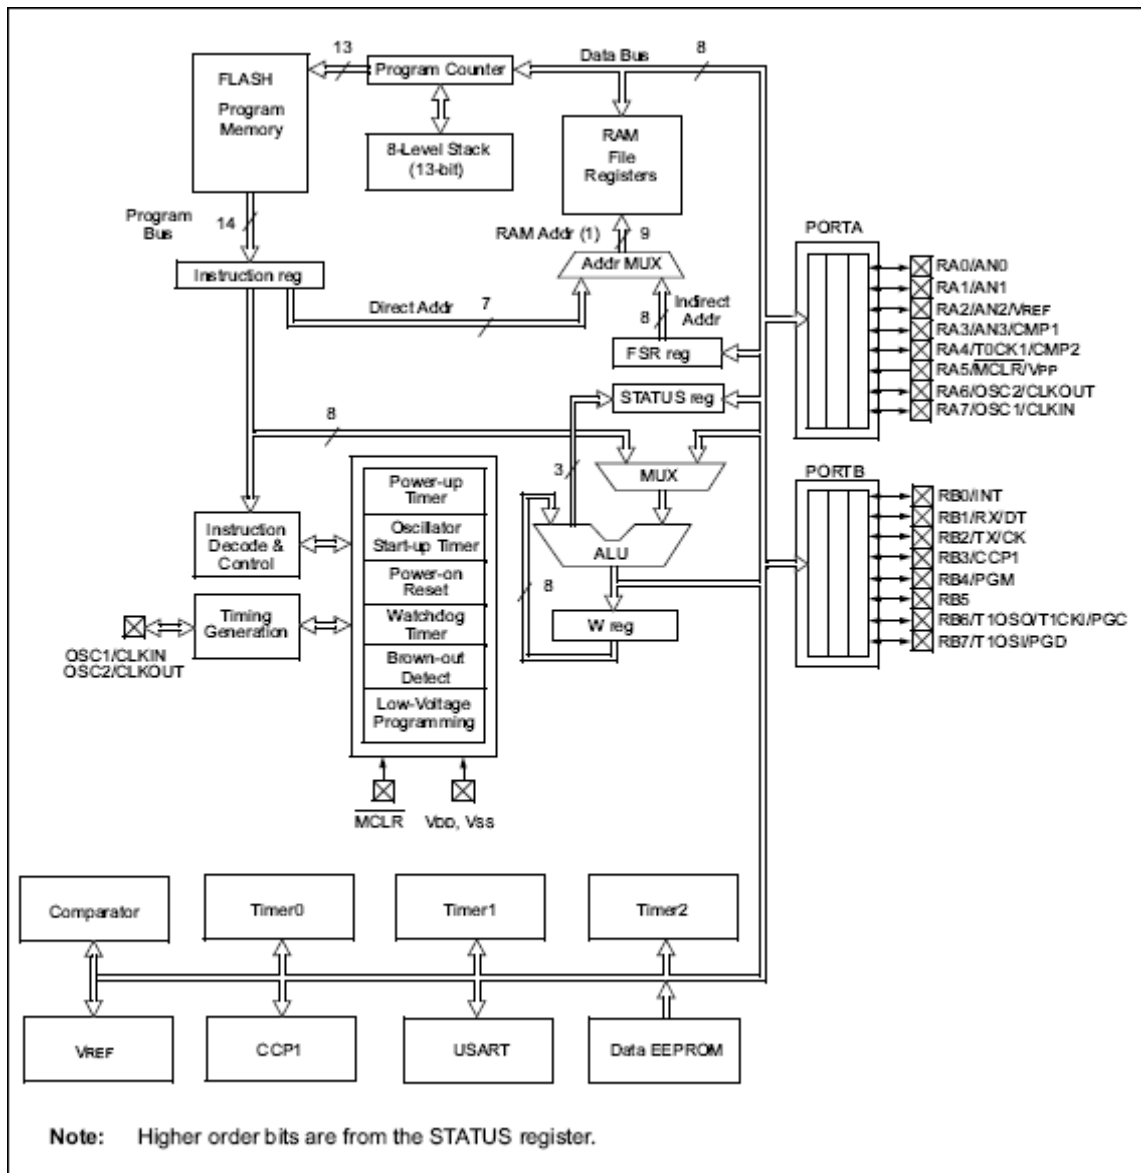 13
Data Bus
8
FLASH
Program
Memory
Program Counter
8-Level Stack
(13-bit)
RAM
File
Registers
Program
Bus
14
RAM Addr (1)
9
PORTA
Instruction reg
Addr MUX
Direct Addr
7
8
Indirect
Addr
FSR reg
STATUS reg
RA0/AN0
RA1/AN1
RA2/AN2/VREF
RA3/AN3/CMP1
RA4/T0CK1/CMP2
RA5/MCLR/VPP
RA6/OSC2/CLKOUT
RA7/OSC1/CLKIN
8
3
MUX
PORTB
Power-up
Timer
Oscillator
Start-up Timer
Power-on
Reset
Watchdog
Timer
Brown-out
Detect
Low-Voltage
Programming
Instruction
Decode &
Control
Timing
Generation
OSC1/CLKIN
OSC2/CLKOUT
ALU
8
W reg
RB0/INT
RB1/RX/DT
RB2/TX/CK
RB3/CCP1
RB4/PGM
RB5
RB6/T1OSO/T1CKI/PGC
RB7/T1OSI/PGD
MCLR
VDD, VSS
Comparator
Timer0
Timer1
Timer2
VREF
CCP1
USART
Data EEPROM
Note: Higher order bits are from the STATUS register.